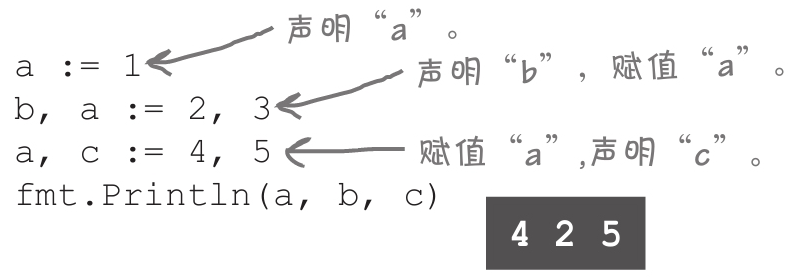 声明“a”。
a := 1
声明“b”，赋值“a”。
b, a := 2, 3
a, c := 4, 5
赋值“a”,声明“c”。
fmt.Println(a, b, c)
4 2 5